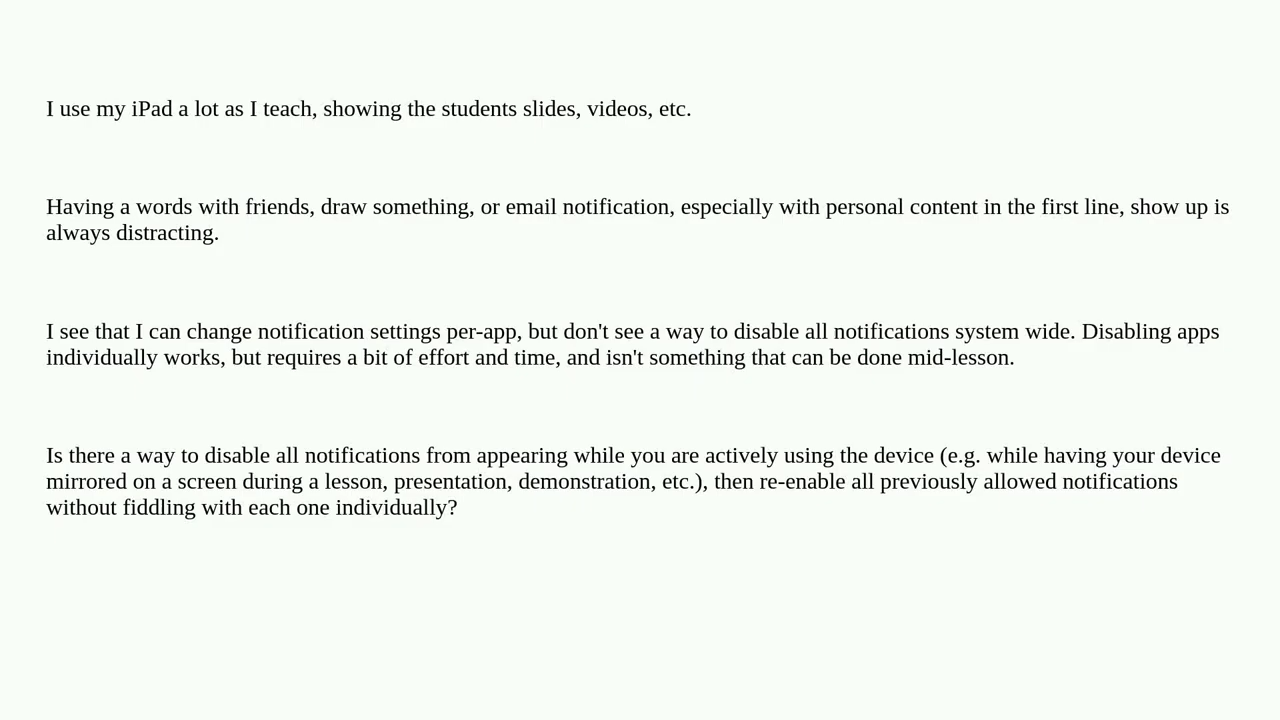 I use my iPad a lot as I teach, showing the students slides, videos, etc.
Having a words with friends, draw something, or email notification, especially with personal content in the first line, show up is
always distracting.
I see that I can change notification settings per-app, but don't see a way to disable all notifications system wide. Disabling apps
individually works, but requires a bit of effort and time, and isn't something that can be done mid-lesson.
Is there a way to disable all notifications from appearing while you are actively using the device (e.g. while having your device
mirrored on a screen during a lesson, presentation, demonstration, etc.), then re-enable all previously allowed notifications
without fiddling with each one individually?